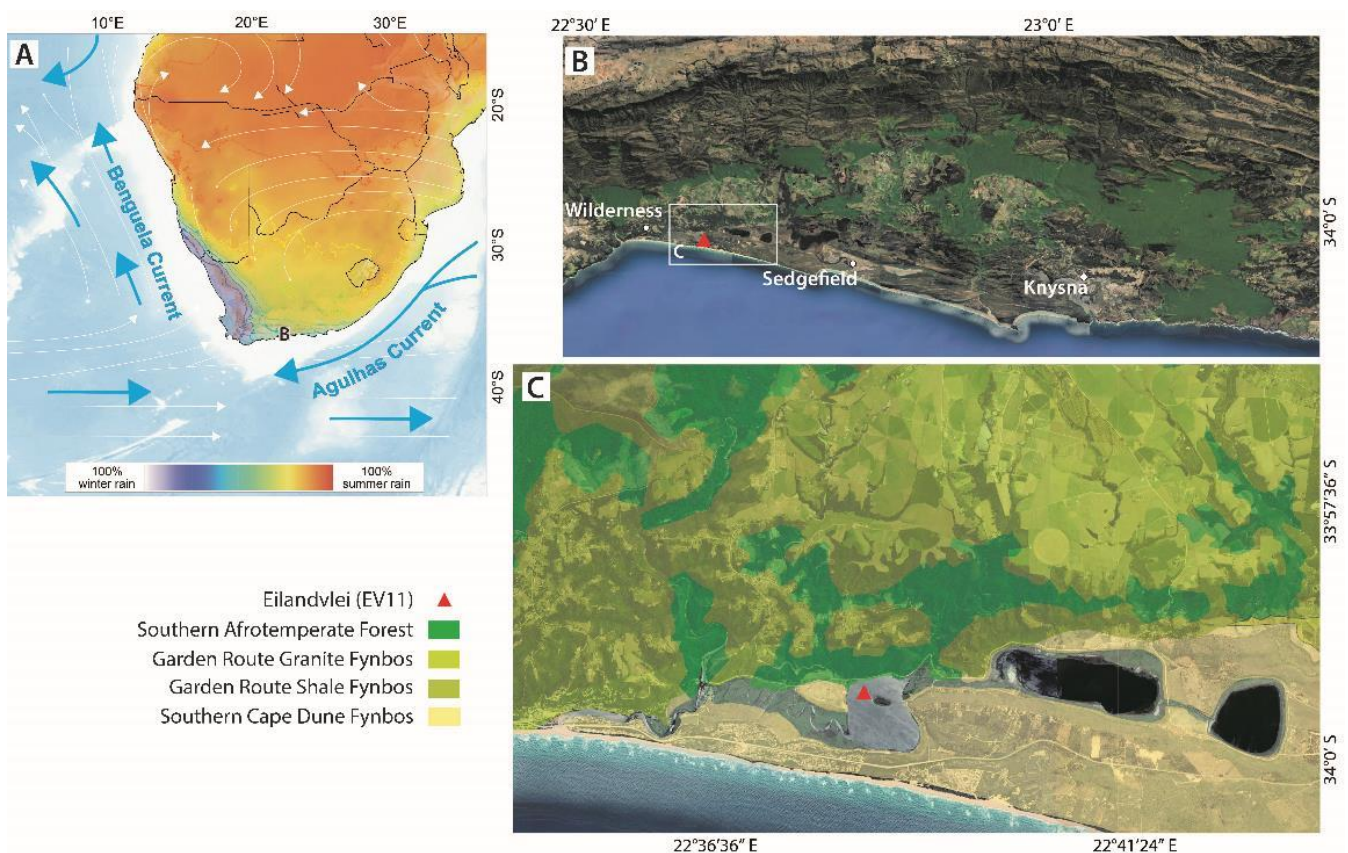 A
10°E
20°E
30°E
20°S
30°S
40°S
Benguela Current
Agulhas Current
B
100%
winter rain
100%
summer rain
22°30′ E
23°0′ E
B
34°0′ S
Wilderness
C
Sedgefield
Knysna
C
33°57′36″ S
34°0′ S
22°36′36″ E
22°41′24″ E
Eilandvlei (EV11)
Southern Afrotemperate Forest
Garden Route Granite Fynbos
Garden Route Shale Fynbos
Southern Cape Dune Fynbos